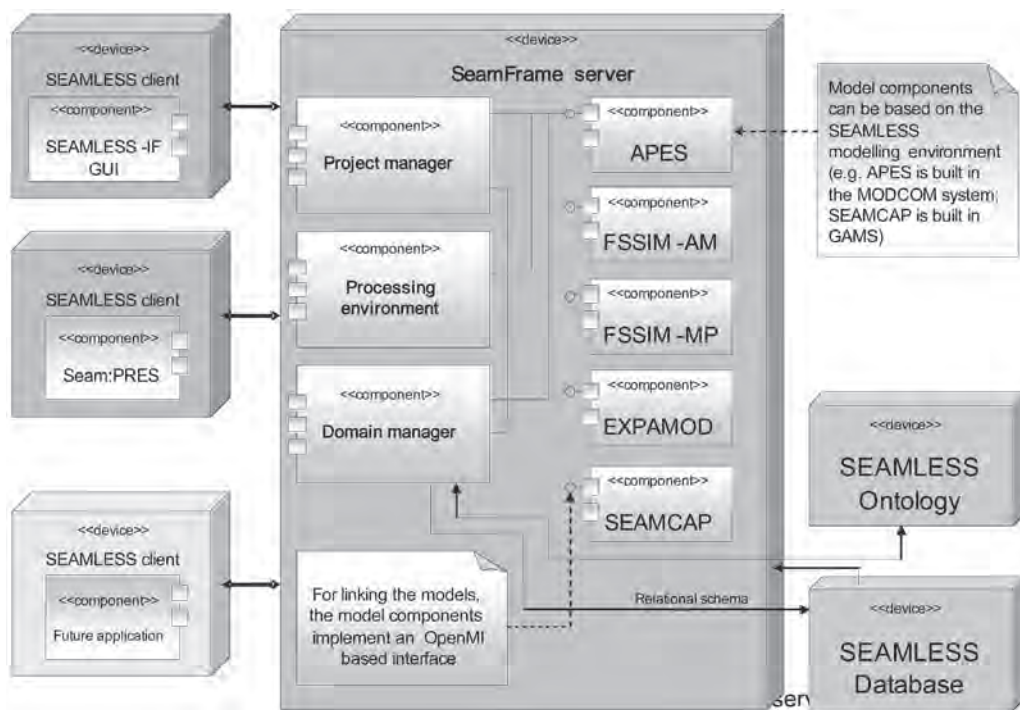 <<device>>
SEAMLESS client
<<component>>
SEAMLESS -IF
GUI
<<device>>
SEAMLESS client
<<component>>
Seam:PRES
<<device>>
SEAMLESS client
<<component>>
Future application
<<device>>
SeamFrame server
<<component>>
Project manager
<<component>>
Processing
environment
<<component>>
Domain manager
For linking the models,
the model components
implement an OpenMI
based interface
<<component>>
APES
<<component>>
FSSIM -AM
<<component>>
FSSIM -MP
<<component>>
EXPAMOD
<<component>>
SEAMCAP
Relational schema
Model components
can be based on the
SEAMLESS
modelling environment
(e.g. APES is built in
the MODCOM system;
SEAMCAP is built in
GAMS)
<<device>>
SEAMLESS
Ontology
<<device>>
SEAMLESS
Database